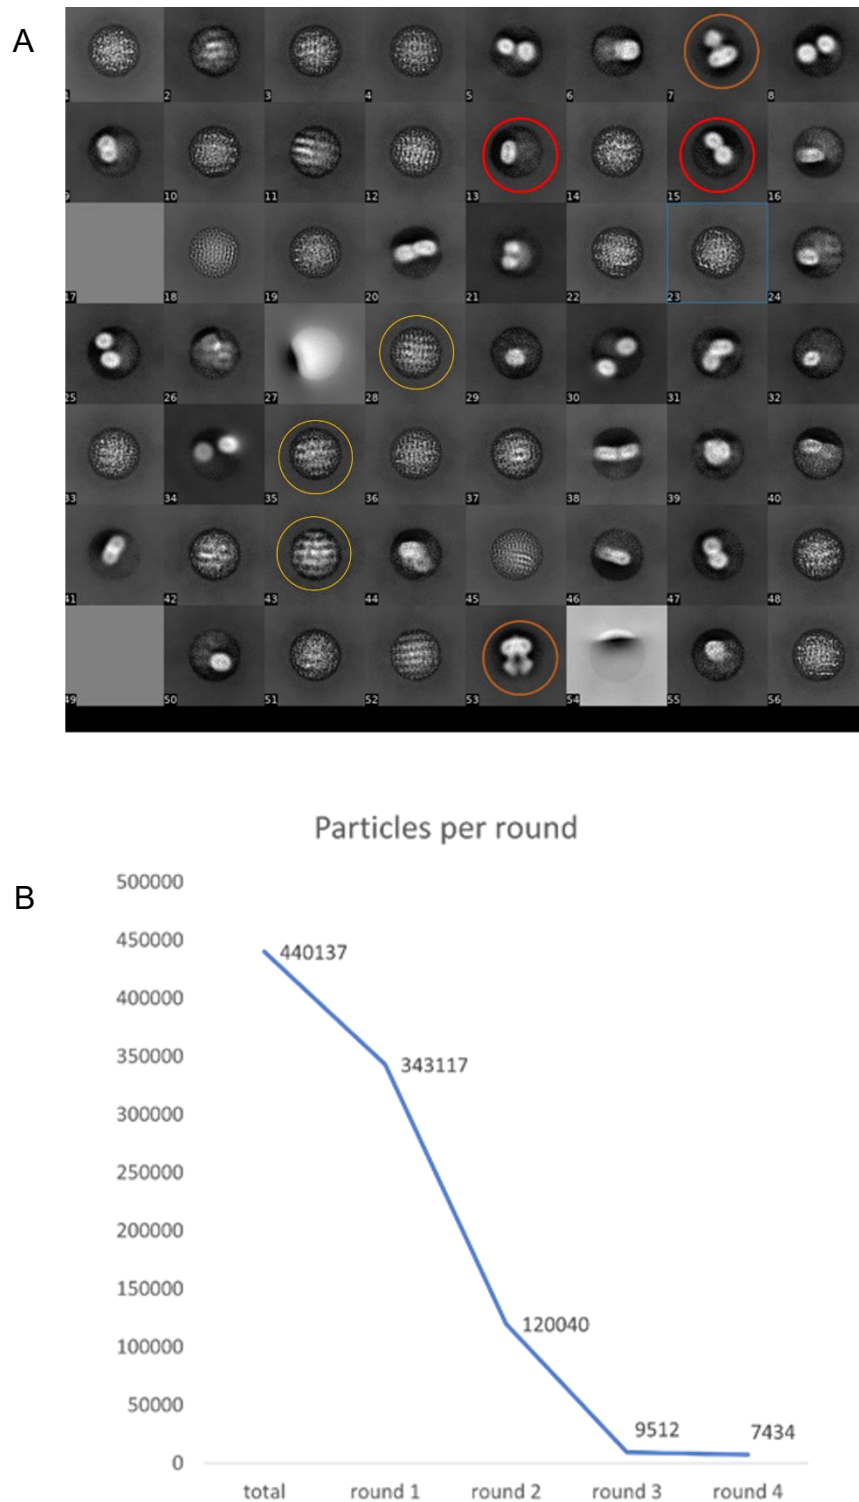 A
1 2 3 4 5 6 7 8
9 10 11 12 13 14 15 16
17 18 19 20 21 22 23 24
25 26 27 28 29 30 31 32
33 34 35 36 37 38 39 40
41 42 43 44 45 46 47 48
49 50 51 52 53 54 55 56
Particles per round
B
500000
450000
440137
400000
350000
343117
300000
250000
200000
150000
120040
100000
50000
9512
7434
0
total round 1 round 2 round 3 round 4